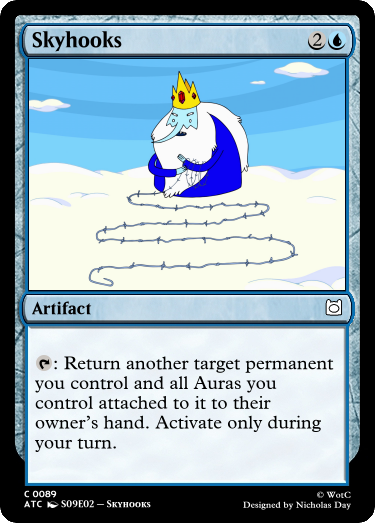 Skyhooks 2
Artifact
: Return another target permanent
you control and all Auras you
control attached to it to their
owner's hand. Activate only during
your turn.
C 0089 © WotC
ATC S09E02 – Skyhooks Designed by Nicholas Day